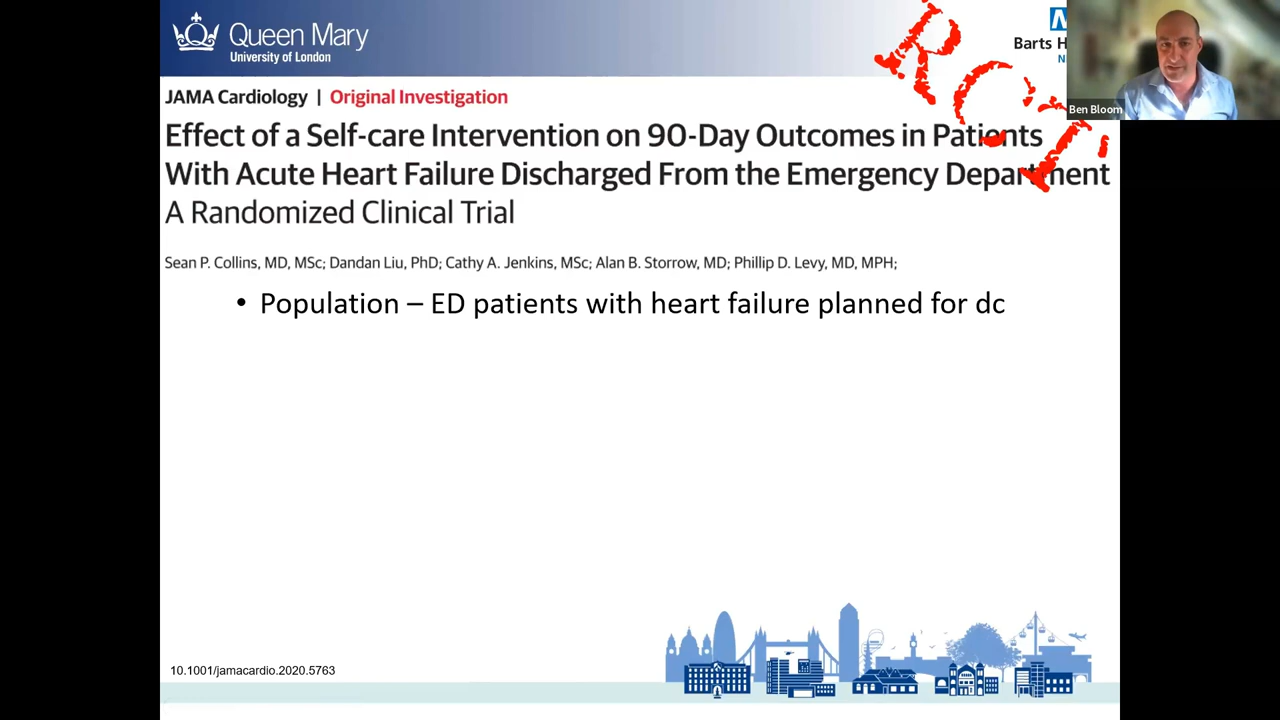 Queen Mary
University of London
Barts H
N
Ben Bloom
RCT
JAMA Cardiology | Original Investigation
Effect of a Self-care Intervention on 90-Day Outcomes in Patients
With Acute Heart Failure Discharged From the Emergency Department
A Randomized Clinical Trial
Sean P. Collins, MD, MSc; Dandan Liu, PhD; Cathy A. Jenkins, MSc; Alan B. Storrow, MD; Phillip D. Levy, MD, MPH;
• Population – ED patients with heart failure planned for dc
10.1001/jamacardio.2020.5763